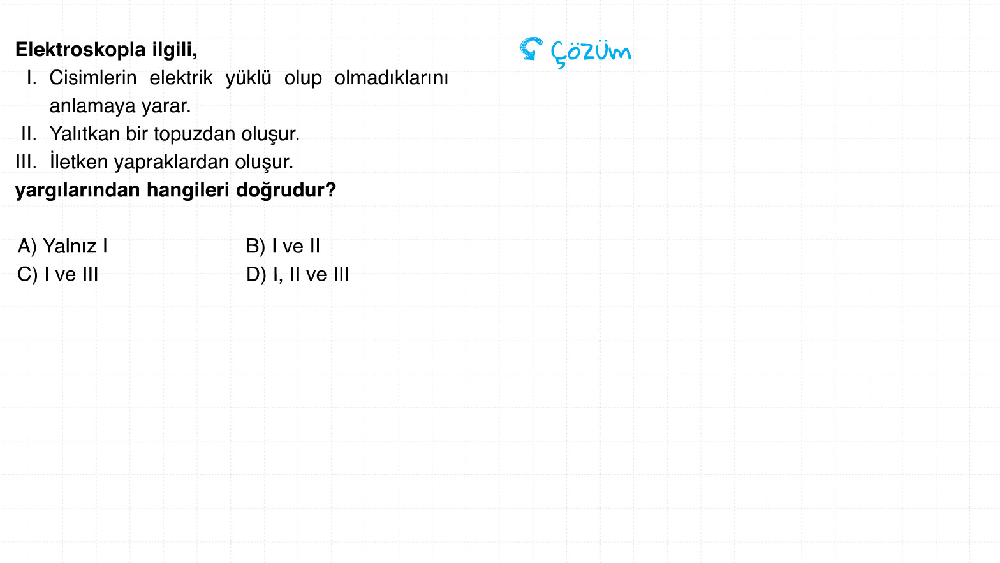 Elektroskopla ilgili,
I. Cisimlerin elektrik yüklü olup olmadıklarını
anlamaya yarar.
II. Yalıtkan bir topuzdan oluşur.
III. İletken yapraklardan oluşur.
yargılarından hangileri doğrudur?
A) Yalnız I B) I ve II
C) I ve III D) I, II ve III
Çözüm